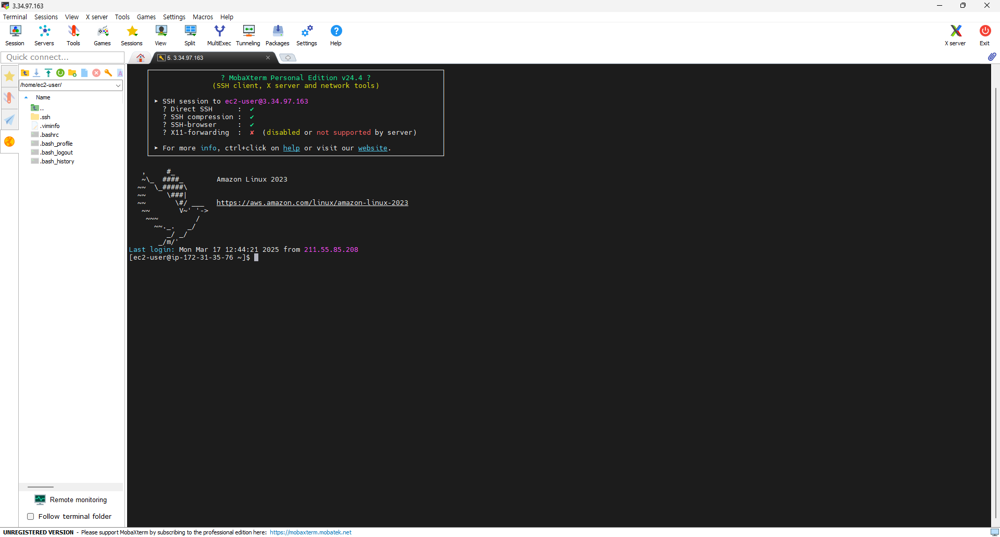 3.34.97.163
Terminal Sessions View X server Tools Games Settings Macros Help
Session Servers Tools Games Sessions View Split MultiExec Tunneling Packages Settings Help X server Exit
Quick connect...
5. 3.34.97.163
/home/ec2-user/
Name
..
.ssh
.viminfo
.bashrc
.bash_profile
.bash_logout
.bash_history
Remote monitoring
Follow terminal folder
? MobaXterm Personal Edition v24.4 ?
(SSH client, X server and network tools)
➤ SSH session to ec2-user@3.34.97.163
? Direct SSH : ✔
? SSH compression : ✔
? SSH-browser : ✔
? X11-forwarding : ✘ (disabled or not supported by server)
➤ For more info, ctrl+click on help or visit our website.
, #_
~\_ ####_ Amazon Linux 2023
~~ \_#####\
~~ \###|
~~ \#/ ___ https://aws.amazon.com/linux/amazon-linux-2023
~~ V~' '->
~~~ /
~~._. _/
_/ _/
_/m/'
Last login: Mon Mar 17 12:44:21 2025 from 211.55.85.208
[ec2-user@ip-172-31-35-76 ~]$
UNREGISTERED VERSION - Please support MobaXterm by subscribing to the professional edition here: https://mobaxterm.mobatek.net